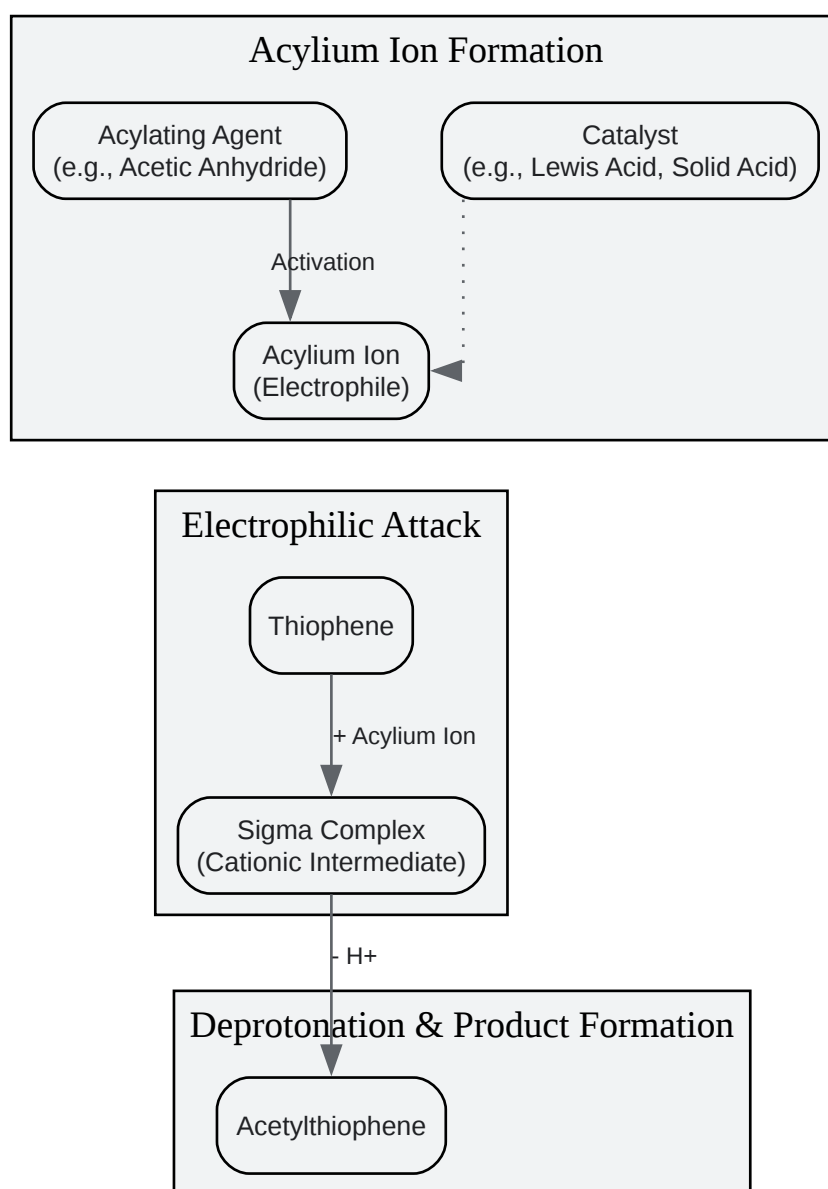 Acylium Ion Formation
Acylating Agent
(e.g., Acetic Anhydride)
Catalyst
(e.g., Lewis Acid, Solid Acid)
Activation
Acylium Ion
(Electrophile)
Electrophilic Attack
Thiophene
+ Acylium Ion
Sigma Complex
(Cationic Intermediate)
- H+
Deprotonation & Product Formation
Acetylthiophene